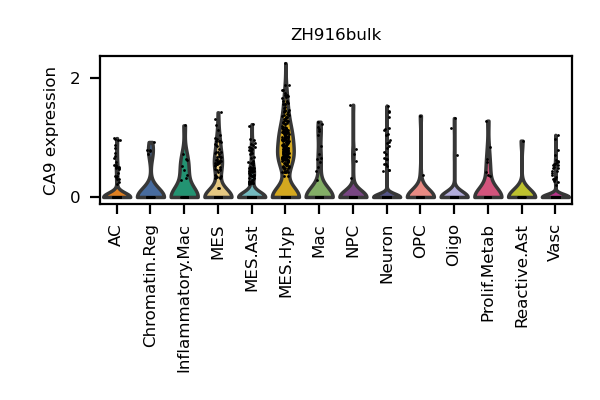 ZH916bulk
CA9 expression
2
0
AC
Chromatin.Reg
Inflammatory.Mac
MES
MES.Ast
MES.Hyp
Mac
NPC
Neuron
OPC
Oligo
Prolif.Metab
Reactive.Ast
Vasc